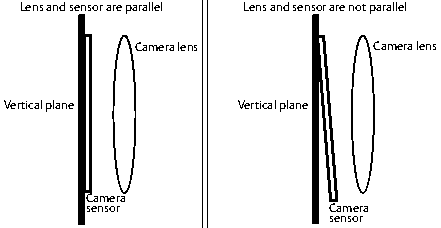 Lens and sensor are parallel
Camera lens
Vertical plane
Camera
sensor
Lens and sensor are not parallel
Camera lens
Vertical plane
Camera
sensor